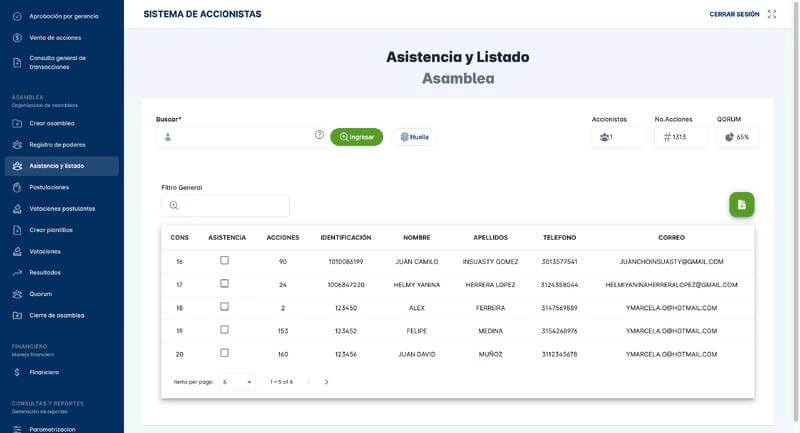 Aprobación por gerencia
Venta de acciones
Consulta general de
transacciones
ASAMBLEA
Organizacion de asambleas
Crear asamblea
Registro de poderes
Asistancia y listado
Postulaciones
Votaciones postulantes
Crear plantillas
Votaciones
Resultados
Quorum
Cierre de asamblea
FINANCIERO
Manejo financiero
$ Financiero
CONSULTAS Y REPORTES
Generación de reportes
Parametrizacion
SISTEMA DE ACCIONISTAS
CERRAR SESIÓN
Asistencia y Listado
Asamblea
Buscar*
Ingresar
Huella
Accionistas No.Acciones QORUM
1 #1313 65%
Filtro General
CONS ASISTENCIA ACCIONES IDENTIFICACIÓN NOMBRE APELLIDOS TELEFONO CORREO
16 90 1010086199 JUAN CAMILO INSUASTY GOMEZ 3013577541 JUANCHOINSUASTY@GMAIL.COM
17 24 1006847220 HELMY YANINA HERRERA LOPEZ 3124358044 HELMIYANINAHERRERALOPEZ@GMAIL.COM
18 2 123450 ALEX FERREIRA 3147569889 YMARCELA.O@HOTMAIL.COM
19 153 123452 FELIPE MEDINA 3154268976 YMARCELA.O@HOTMAIL.COM
20 160 123456 JUAN DAVID MUÑOZ 3112345678 YMARCELA.O@HOTMAIL.COM
Items per page: 5 1 – 5 of 6